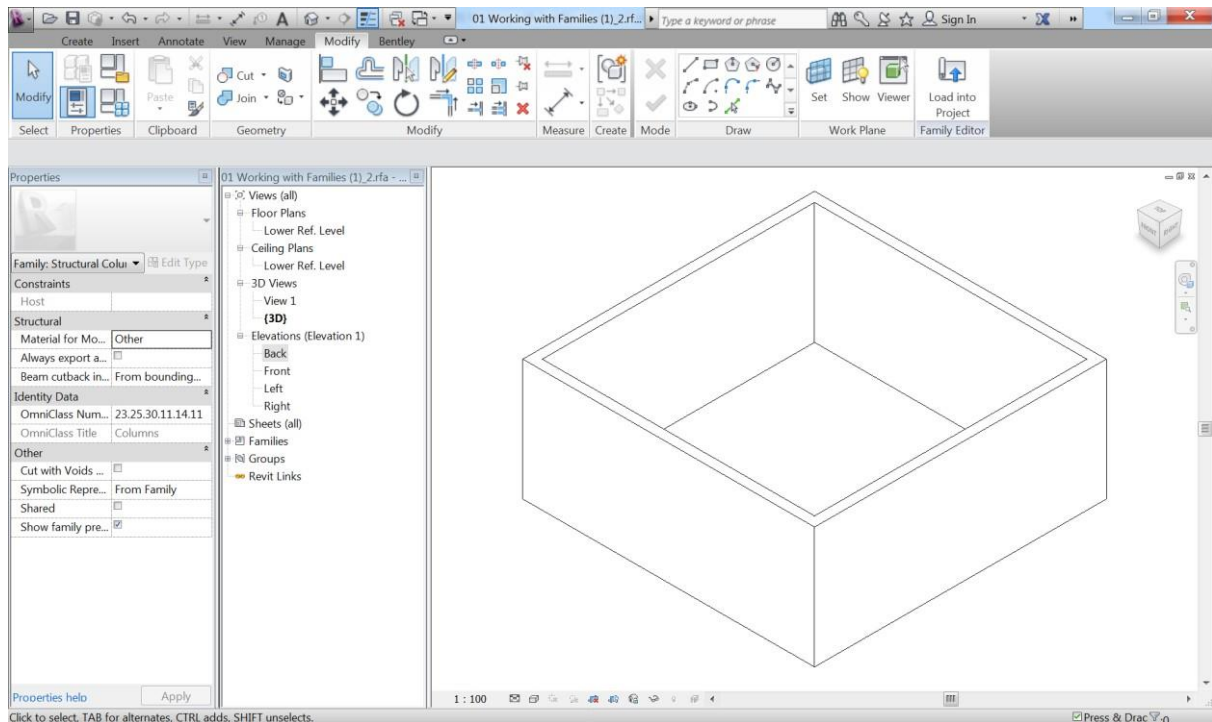 01 Working with Families (1)_2.rf...
Type a keyword or phrase
Sign In
Create Insert Annotate View Manage Modify Bentley
Modify
Paste
Cut
Join
Set Show Viewer
Load into
Project
Select Properties Clipboard Geometry Modify Measure Create Mode Draw Work Plane Family Editor
Properties
Family: Structural Colu Edit Type
Constraints
Host
Structural
Material for Mo... Other
Always export a...
Beam cutback in... From bounding...
Identity Data
OmniClass Num... 23.25.30.11.14.11
OmniClass Title Columns
Other
Cut with Voids ...
Symbolic Repre... From Family
Shared
Show family pre...
Properties help Apply
01 Working with Families (1)_2.rfa - ...
Views (all)
Floor Plans
Lower Ref. Level
Ceiling Plans
Lower Ref. Level
3D Views
View 1
{3D}
Elevations (Elevation 1)
Back
Front
Left
Right
Sheets (all)
Families
Groups
Revit Links
TOP
FRONT RIGHT
1 : 100
Click to select, TAB for alternates, CTRL adds, SHIFT unselects.
Press & Drag :0